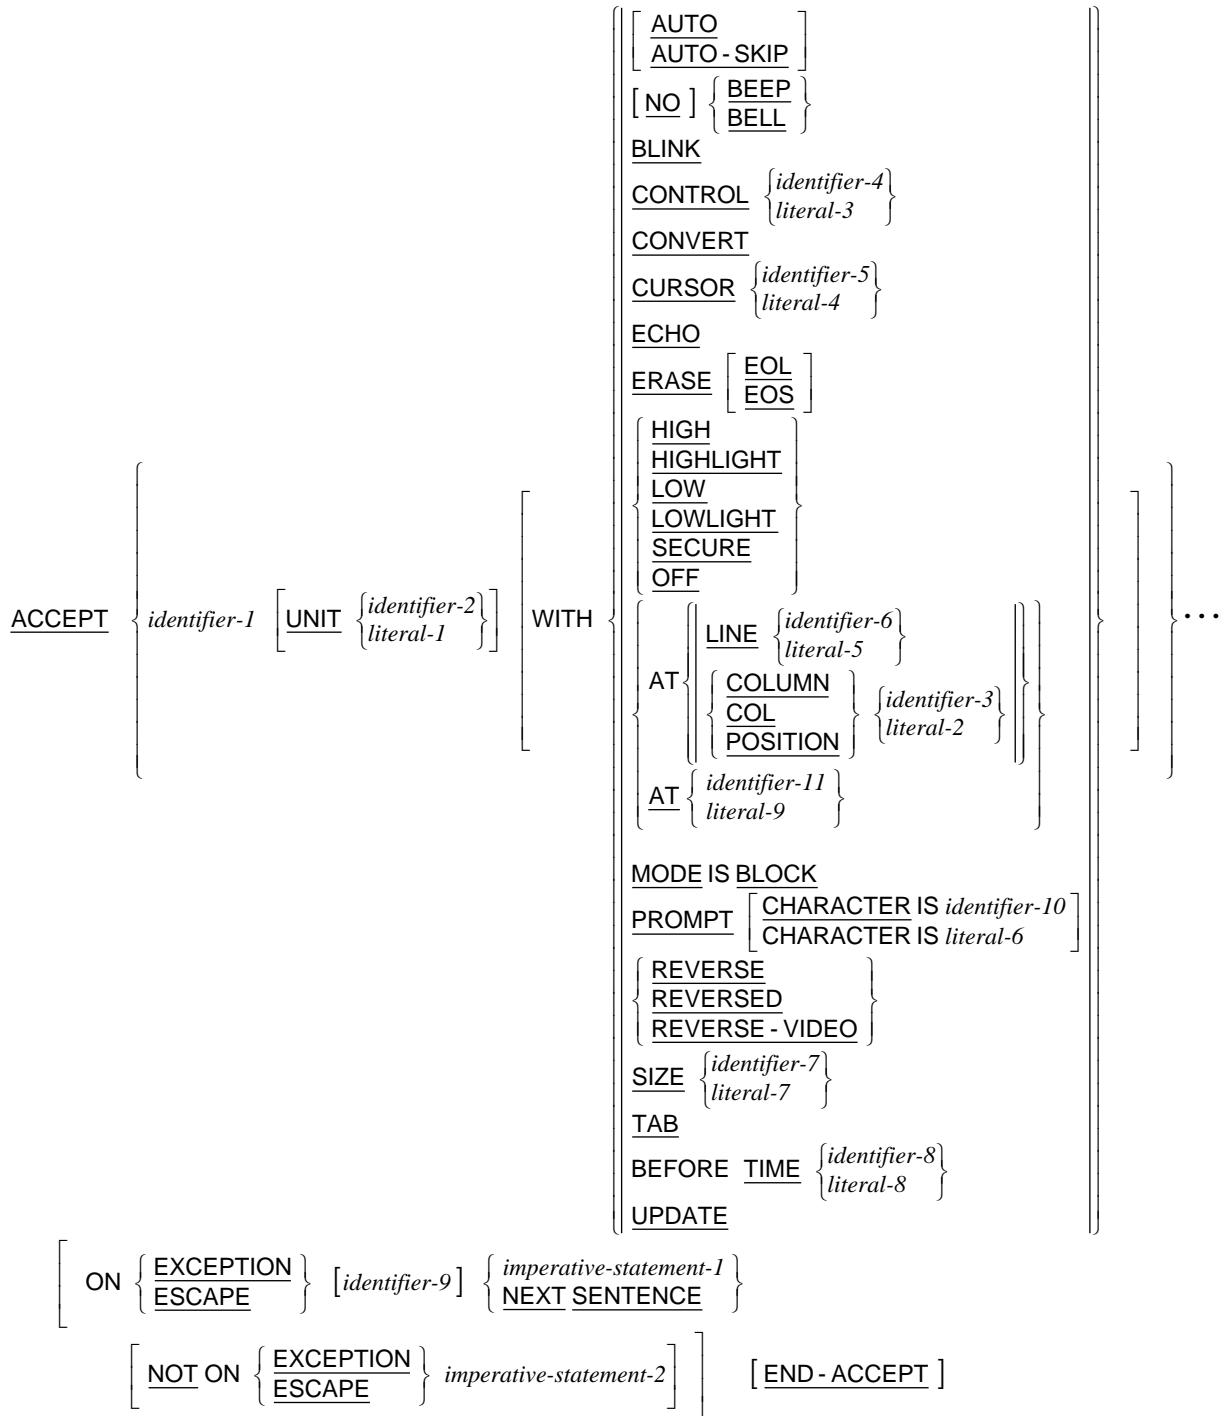 AUTO
AUTO - SKIP
[ NO ] { BEEP
BELL }
BLINK
CONTROL {identifier-4
literal-3}
CONVERT
CURSOR {identifier-5
literal-4}
ECHO
ERASE [ EOL
EOS ]
HIGH
HIGHLIGHT
LOW
LOWLIGHT
SECURE
OFF
ACCEPT { identifier-1 [ UNIT {identifier-2
literal-1} ] [ WITH
AT { LINE {identifier-6
literal-5}
COLUMN
COL
POSITION
{identifier-3
literal-2}
AT { identifier-11
literal-9 }
...
MODE IS BLOCK
PROMPT [ CHARACTER IS identifier-10
CHARACTER IS literal-6 ]
REVERSE
REVERSED
REVERSE - VIDEO
SIZE {identifier-7
literal-7}
TAB
BEFORE TIME {identifier-8
literal-8}
UPDATE
[ ON { EXCEPTION
ESCAPE } [identifier-9] { imperative-statement-1
NEXT SENTENCE }
[ NOT ON { EXCEPTION
ESCAPE } imperative-statement-2 ] ] [ END - ACCEPT ]